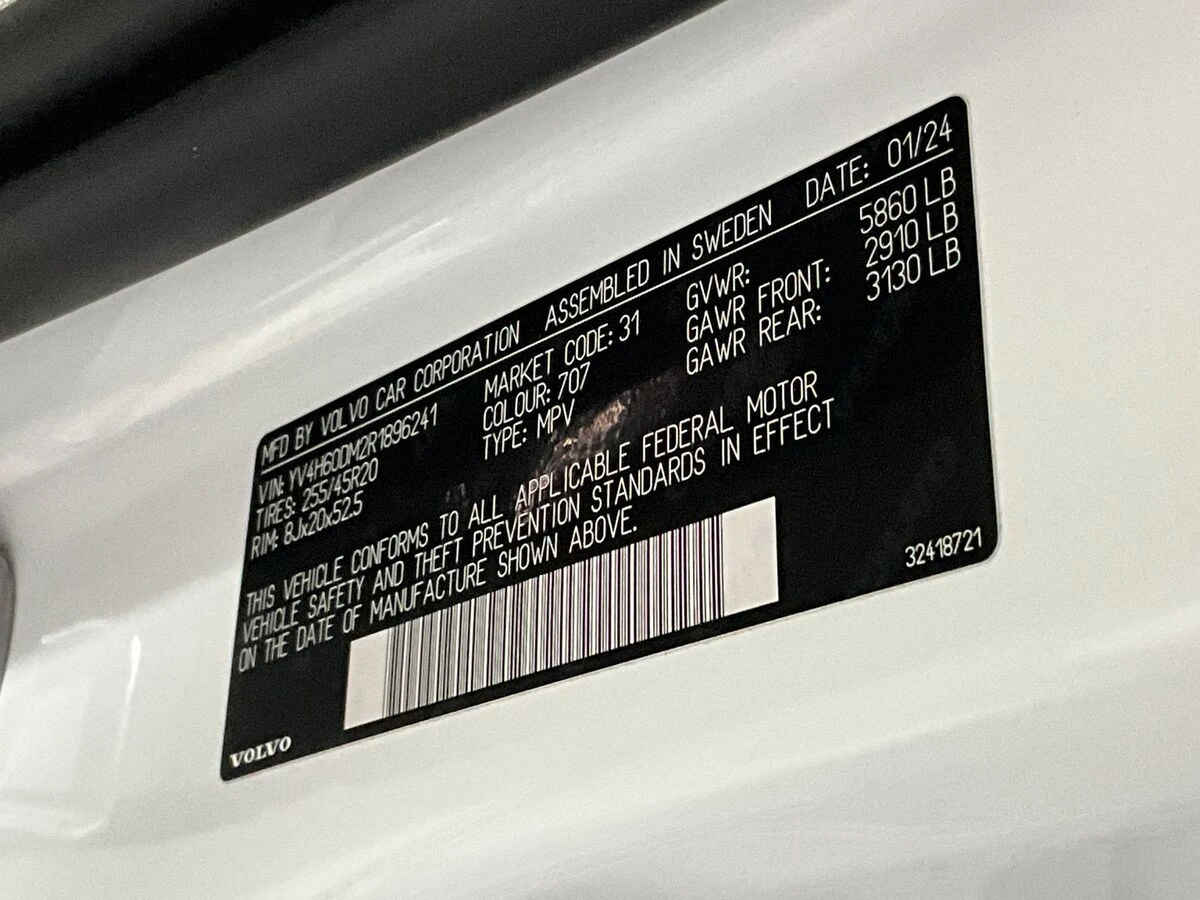 MFD BY VOLVO CAR CORPORATION ASSEMBLED IN SWEDEN DATE: 01/24
VIN: YV4H60DM2R1896241 MARKET CODE: 31 GVWR: 5860 LB
TIRES: 255/45R20 COLOUR: 707 GAWR FRONT: 2910 LB
RIM: 8Jx20x52.5 TYPE: MPV GAWR REAR: 3130 LB
THIS VEHICLE CONFORMS TO ALL APPLICABLE FEDERAL MOTOR
VEHICLE SAFETY AND THEFT PREVENTION STANDARDS IN EFFECT
ON THE DATE OF MANUFACTURE SHOWN ABOVE.
32418721
VOLVO